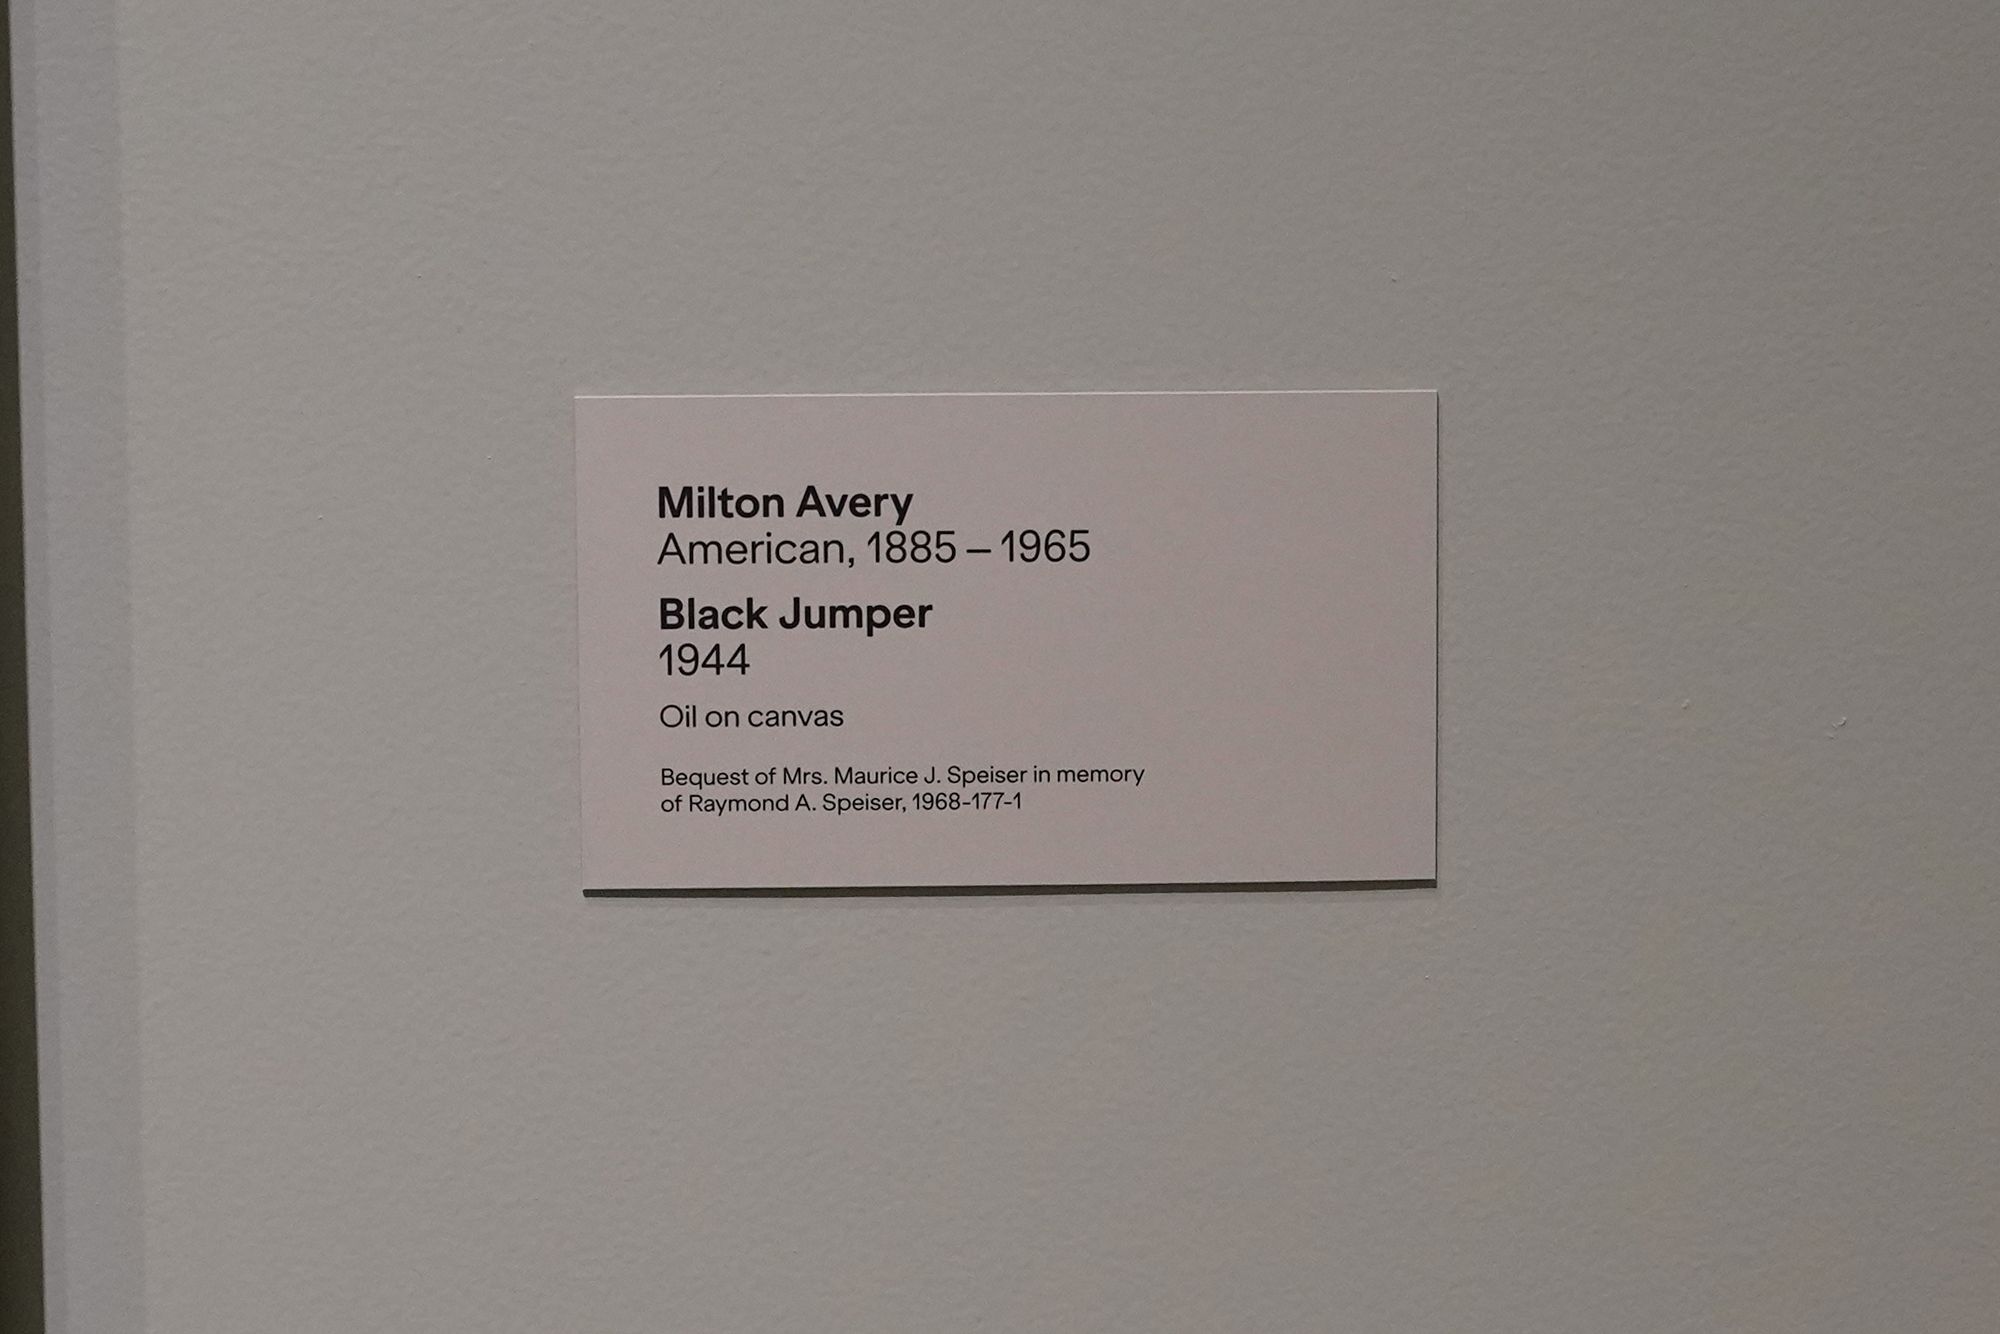 Milton Avery
American, 1885 – 1965
Black Jumper
1944
Oil on canvas
Bequest of Mrs. Maurice J. Speiser in memory
of Raymond A. Speiser, 1968-177-1